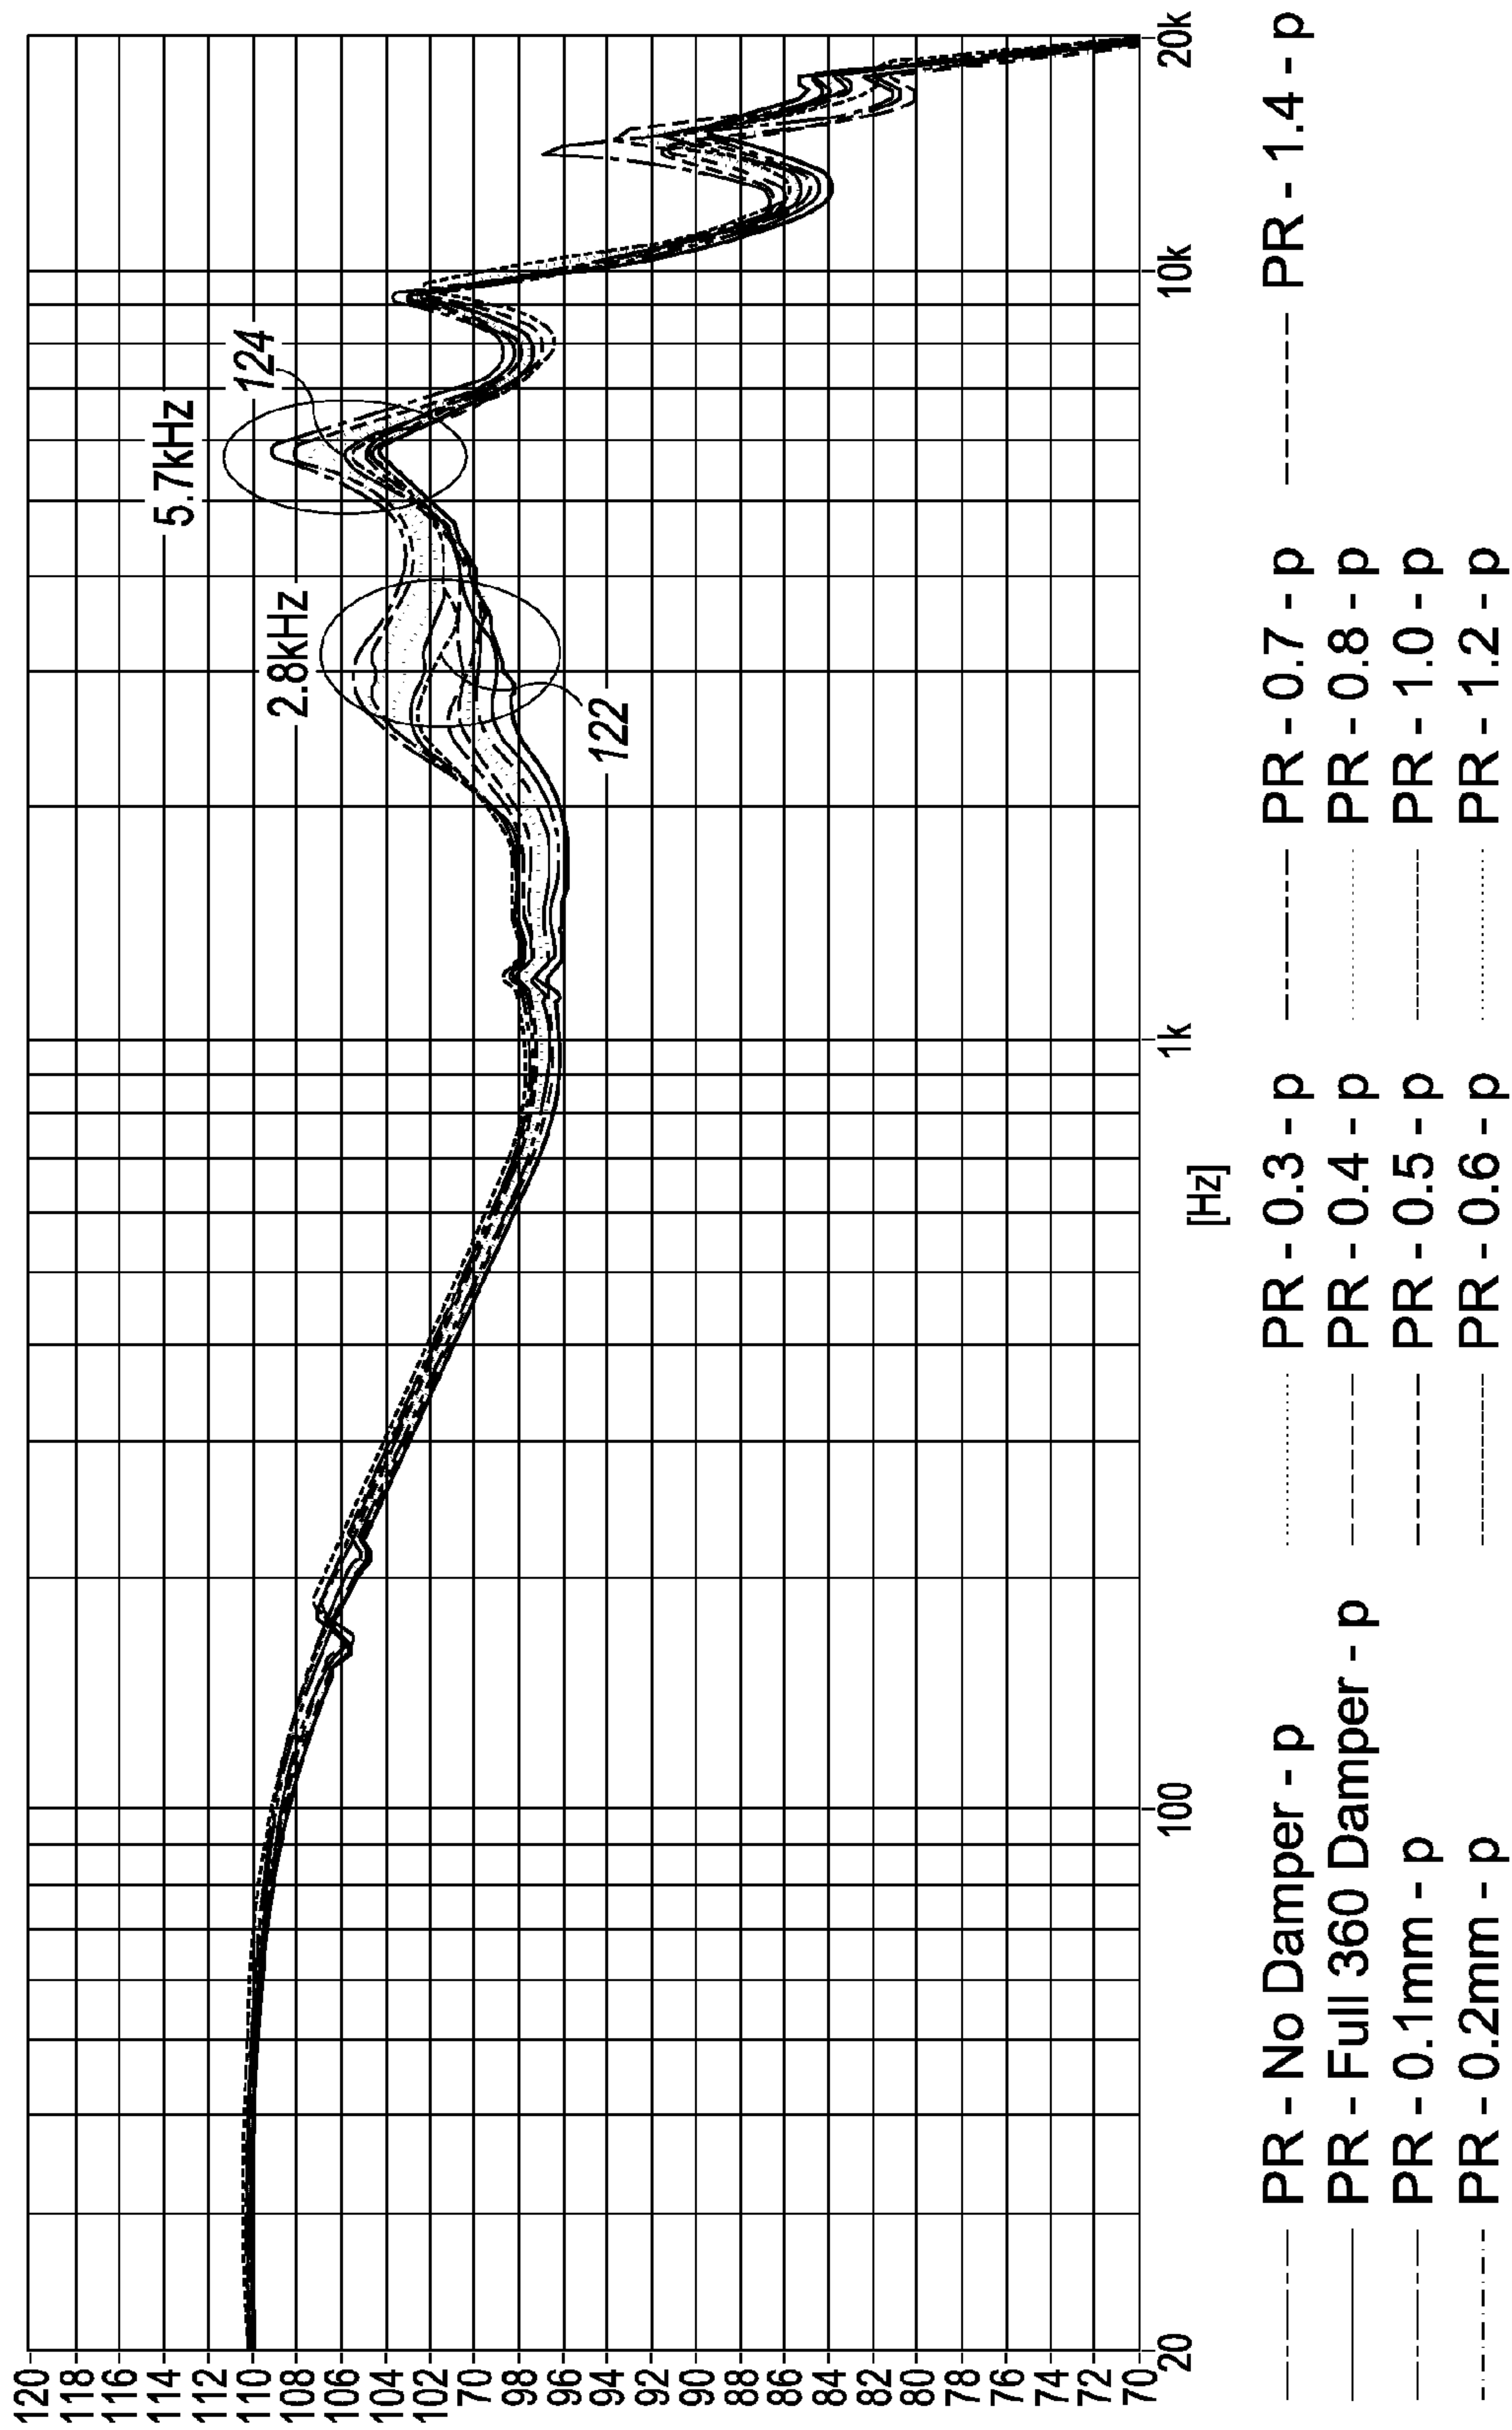 120
118
116
114
112
110
108
106
104
102
70
98
96
94
92
90
88
86
84
82
80
78
76
74
72
70
2.8kHz
5.7kHz
122
124
20
100
1k
10k
20k
[Hz]
PR - No Damper - p
PR - 0.3 - p
PR - 0.7 - p
PR - 1.4 - p
PR - Full 360 Damper - p
PR - 0.4 - p
PR - 0.8 - p
PR - 0.1mm - p
PR - 0.5 - p
PR - 1.0 - p
PR - 0.2mm - p
PR - 0.6 - p
PR - 1.2 - p